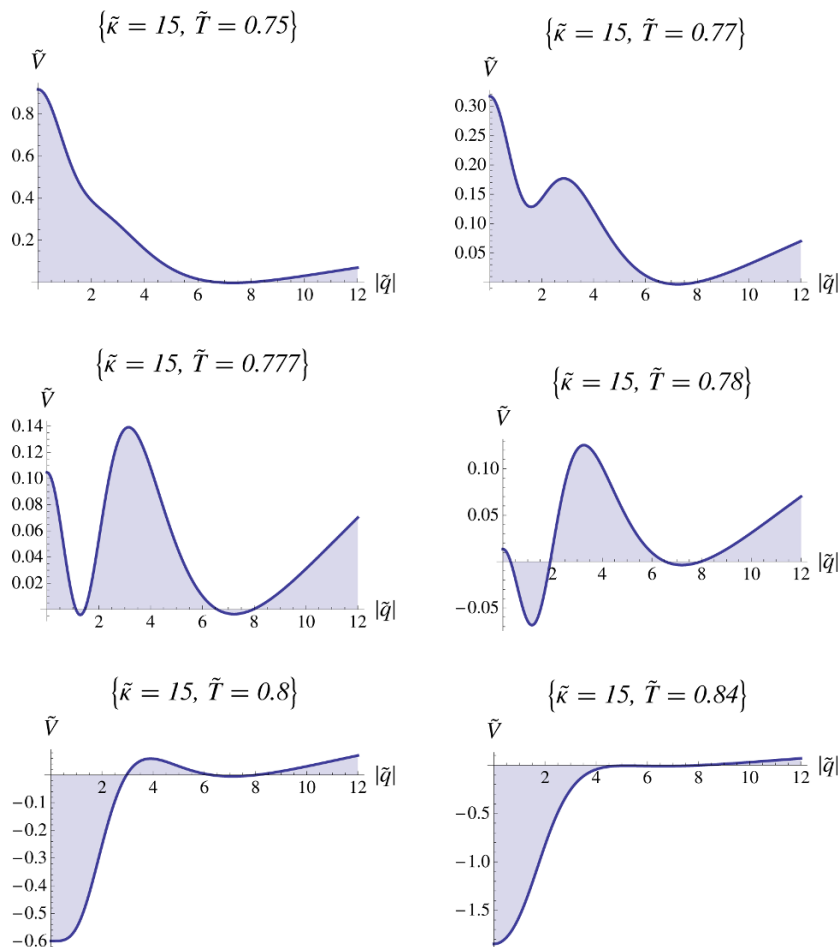 {κ̃ = 15, T̃ = 0.75}
Ṽ
0.8
0.6
0.4
0.2
2 4 6 8 10 12 |q̃|
{κ̃ = 15, T̃ = 0.77}
Ṽ
0.30
0.25
0.20
0.15
0.10
0.05
2 4 6 8 10 12 |q̃|
{κ̃ = 15, T̃ = 0.777}
Ṽ
0.14
0.12
0.10
0.08
0.06
0.04
0.02
2 4 6 8 10 12 |q̃|
{κ̃ = 15, T̃ = 0.78}
Ṽ
0.10
0.05
2 4 6 8 10 12 |q̃|
−0.05
{κ̃ = 15, T̃ = 0.8}
Ṽ
2 4 6 8 10 12 |q̃|
−0.1
−0.2
−0.3
−0.4
−0.5
−0.6
{κ̃ = 15, T̃ = 0.84}
Ṽ
2 4 6 8 10 12 |q̃|
−0.5
−1.0
−1.5